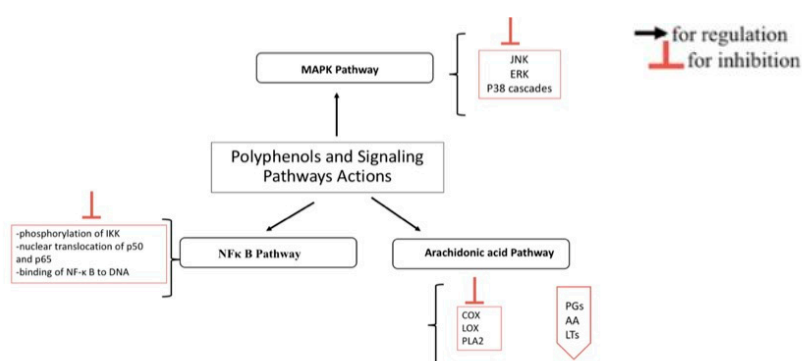 for regulation
for inhibition
MAPK Pathway
JNK
ERK
P38 cascades
Polyphenols and Signaling
Pathways Actions
-phosphorylation of IKK
-nuclear translocation of p50
and p65
-binding of NF-κ B to DNA
NFκ B Pathway
Arachidonic acid Pathway
COX
LOX
PLA2
PGs
AA
LTs